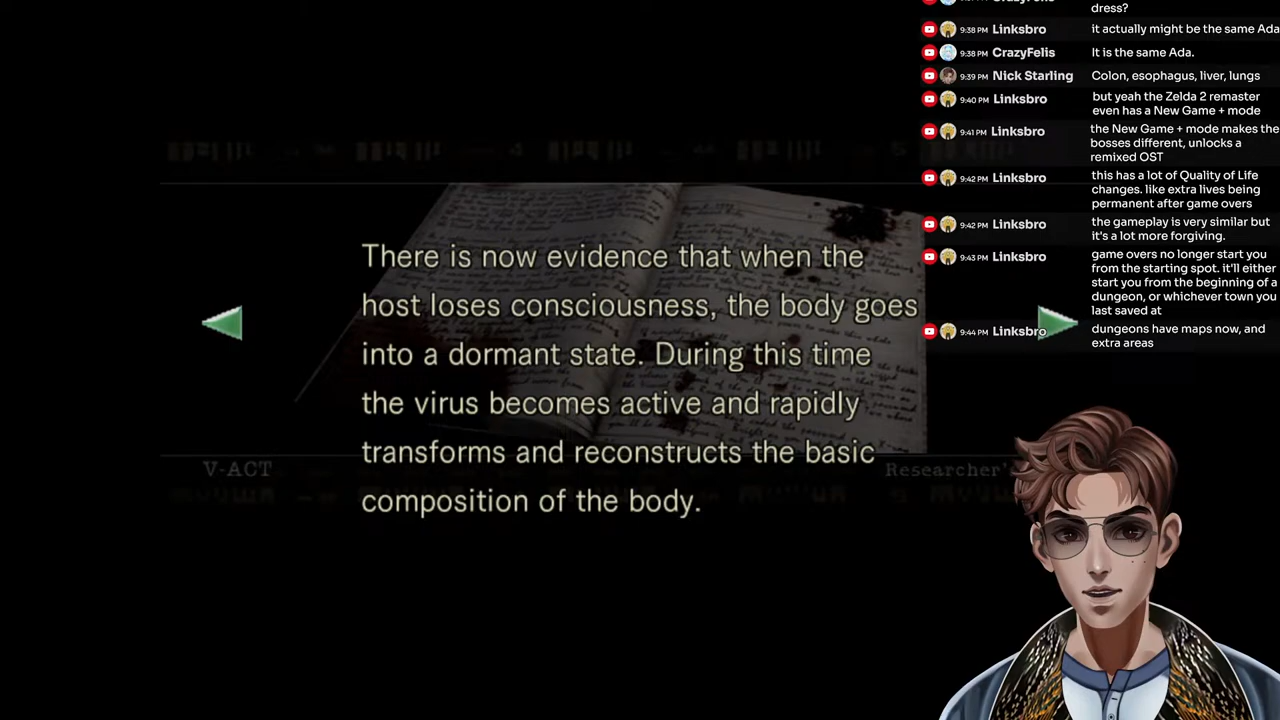 There is now evidence that when the
host loses consciousness, the body goes
into a dormant state. During this time
the virus becomes active and rapidly
transforms and reconstructs the basic
composition of the body.
V-ACT
Researcher's
dress?
9:38 PM Linksbro it actually might be the same Ada
9:38 PM CrazyFelis It is the same Ada.
9:39 PM Nick Starling Colon, esophagus, liver, lungs
9:40 PM Linksbro but yeah the Zelda 2 remaster
even has a New Game + mode
9:41 PM Linksbro the New Game + mode makes the
bosses different, unlocks a
remixed OST
9:42 PM Linksbro this has a lot of Quality of Life
changes. like extra lives being
permanent after game overs
9:42 PM Linksbro the gameplay is very similar but
it's a lot more forgiving.
9:43 PM Linksbro game overs no longer start you
from the starting spot. it'll either
start you from the beginning of a
dungeon, or whichever town you
last saved at
9:44 PM Linksbro dungeons have maps now, and
extra areas